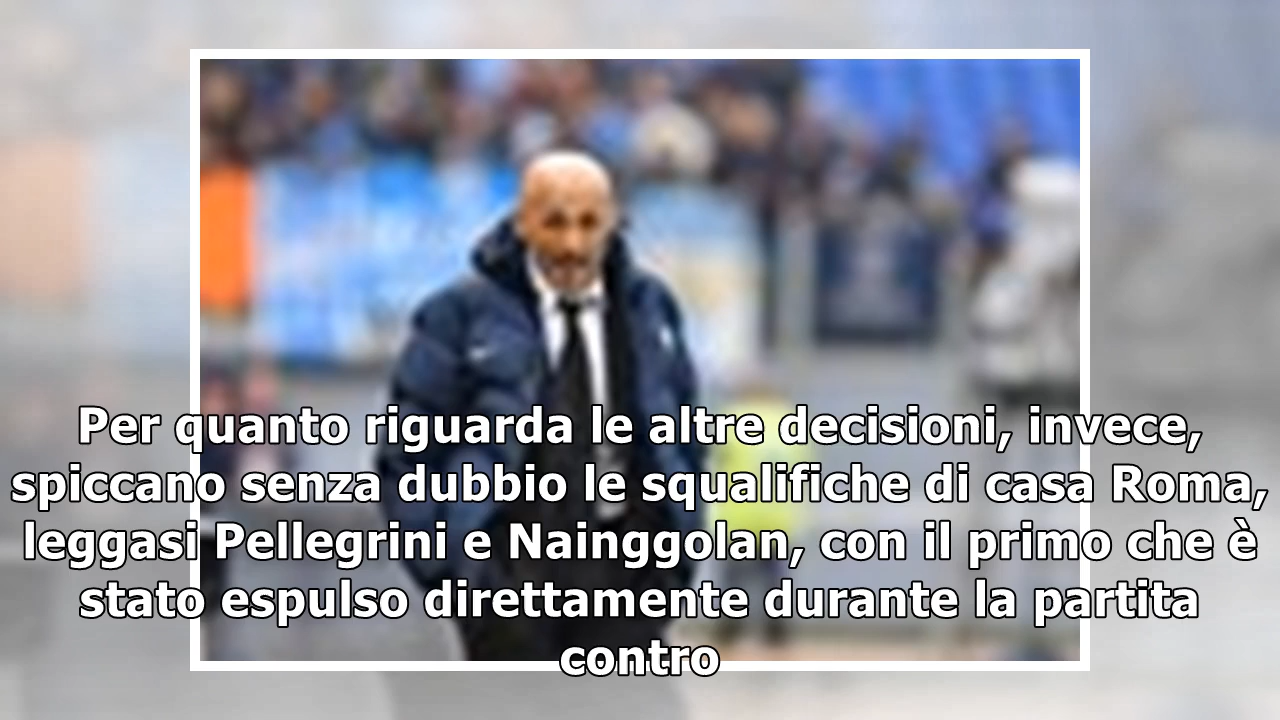 Per quanto riguarda le altre decisioni, invece,
spiccano senza dubbio le squalifiche di casa Roma,
leggasi Pellegrini e Nainggolan, con il primo che è
stato espulso direttamente durante la partita
contro